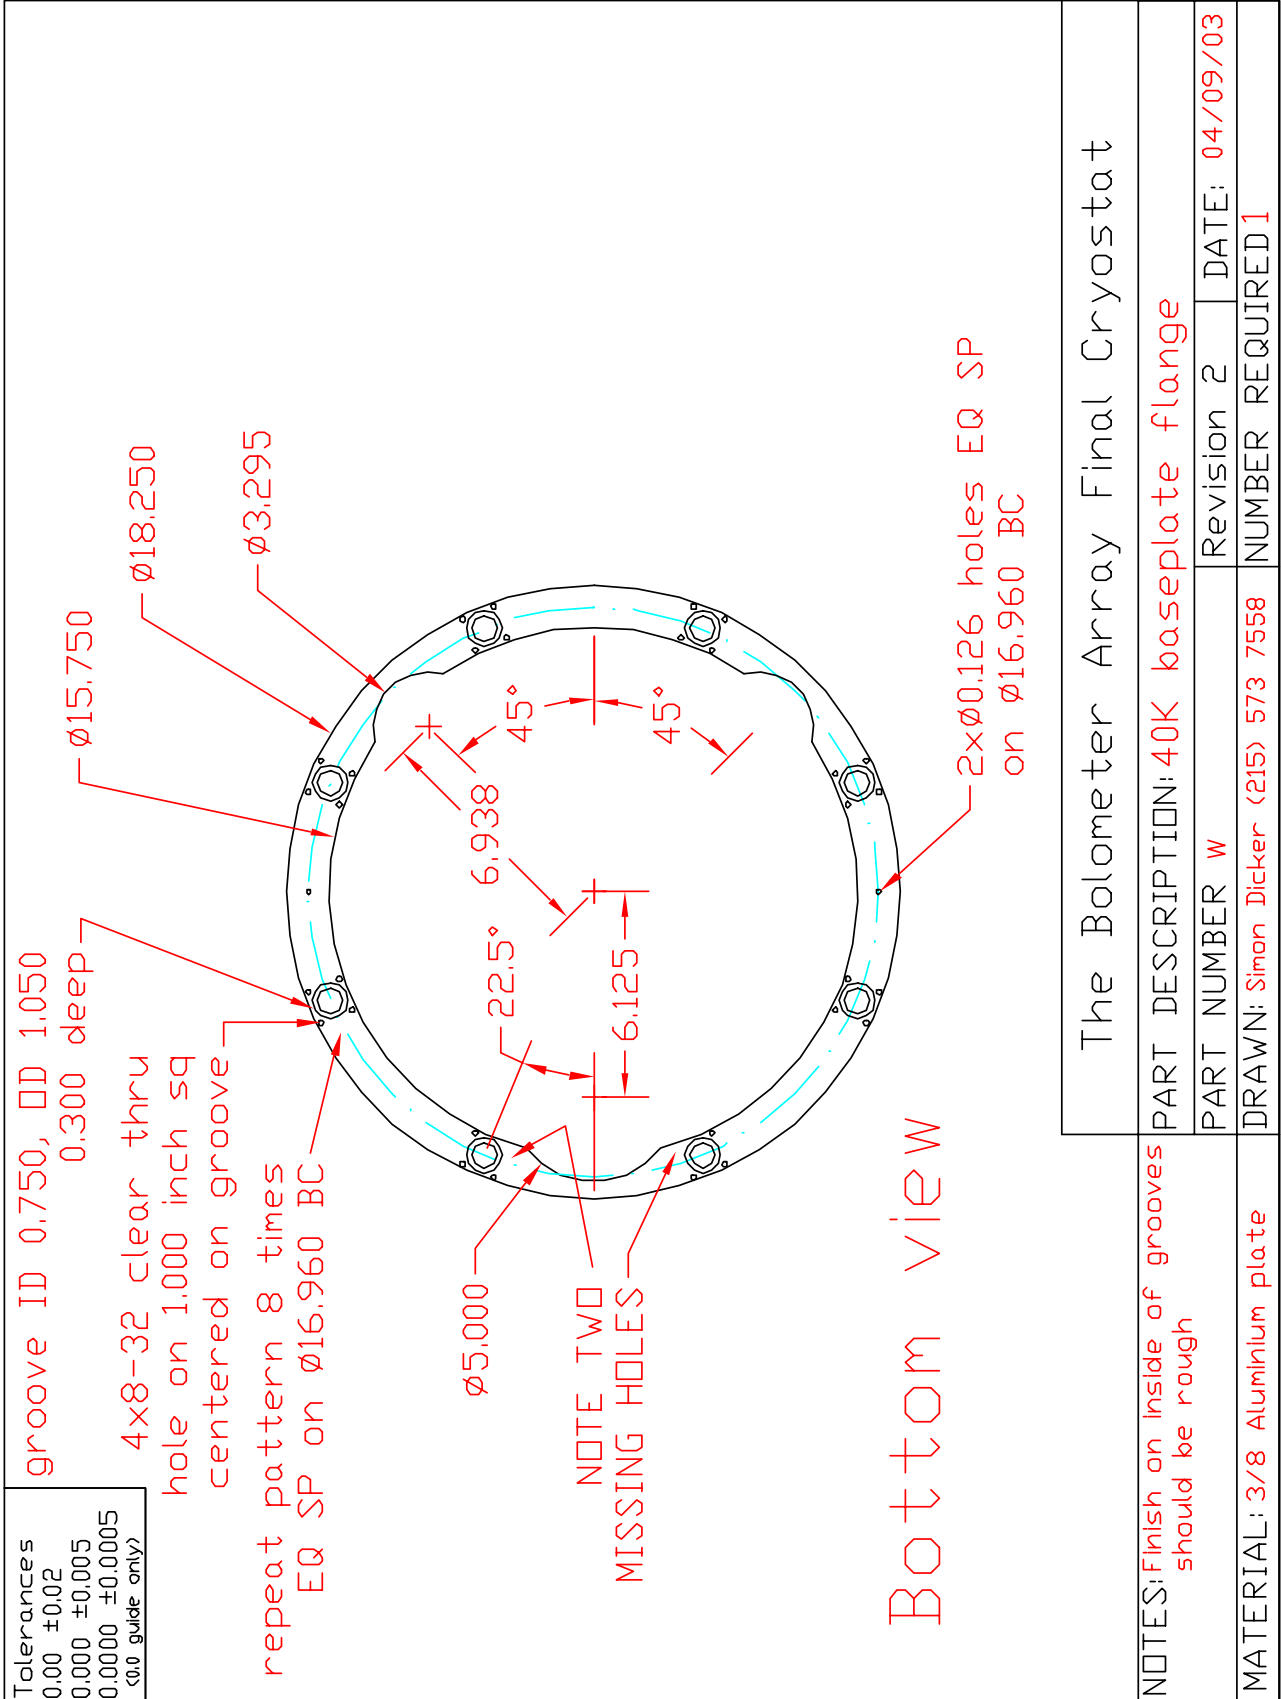 Tolerances
0.00 ±0.02
0.000 ±0.005
0.0000 ±0.0005
(0.0 guide only)
groove ID 0.750, OD 1.050
0.300 deep
4x8-32 clear thru
hole on 1.000 inch sq
centered on groove
repeat pattern 8 times
EQ SP on ø16.960 BC
ø15.750
ø18.250
ø3.295
45°
45°
6.938
22.5°
6.125
ø5.000
NOTE TWO
MISSING HOLES
2xø0.126 holes EQ SP
on ø16.960 BC
Bottom view
The Bolometer Array Final Cryostat
NOTES: Finish on inside of grooves
should be rough
PART DESCRIPTION: 40K baseplate flange
PART NUMBER W
Revision 2
DATE: 04/09/03
MATERIAL: 3/8 Aluminium plate
DRAWN: Simon Dicker (215) 573 7558
NUMBER REQUIRED 1